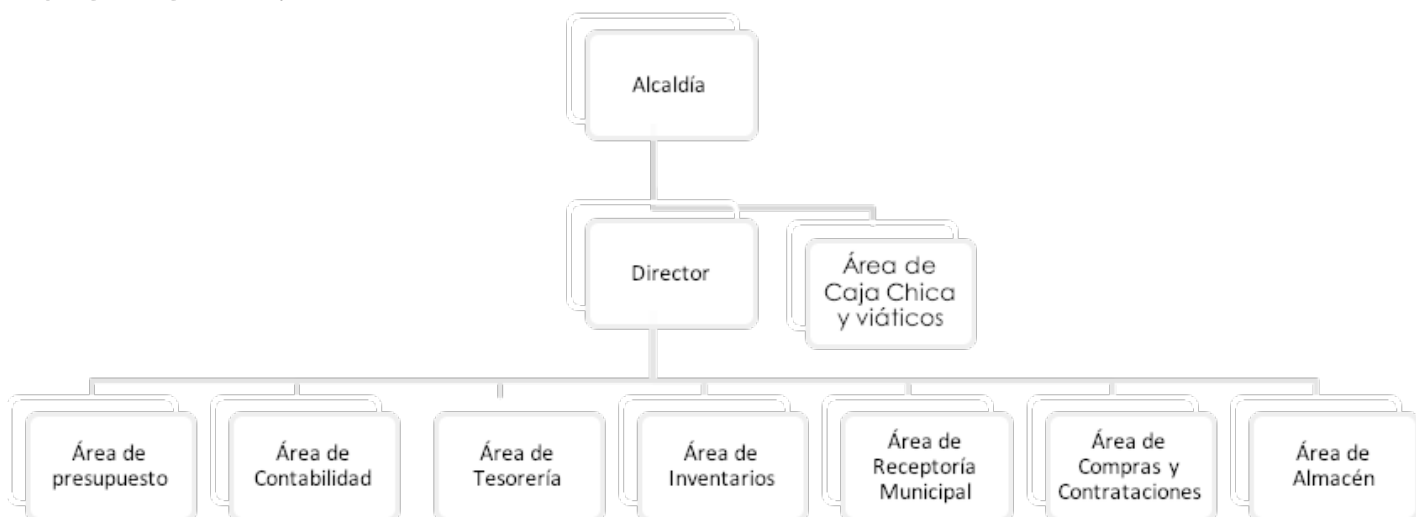 Alcaldía
Director
Área de
Caja Chica
y viáticos
Área de
presupuesto
Área de
Contabilidad
Área de
Tesorería
Área de
Inventarios
Área de
Receptoría
Municipal
Área de
Compras y
Contrataciones
Área de
Almacén